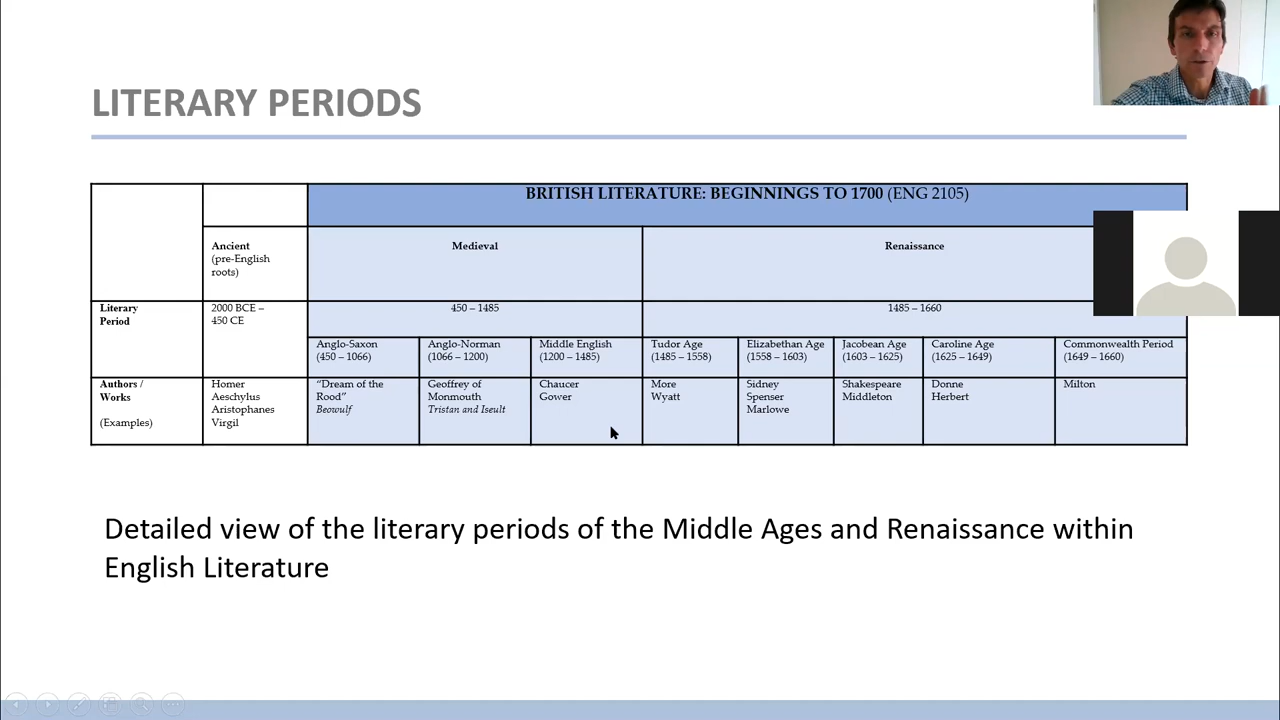 LITERARY PERIODS
BRITISH LITERATURE: BEGINNINGS TO 1700 (ENG 2105)
Ancient
(pre-English
roots)
Medieval
Renaissance
Literary
Period
2000 BCE –
450 CE
450 – 1485
1485 – 1660
Anglo-Saxon
(450 – 1066)
Anglo-Norman
(1066 – 1200)
Middle English
(1200 – 1485)
Tudor Age
(1485 – 1558)
Elizabethan Age
(1558 – 1603)
Jacobean Age
(1603 – 1625)
Caroline Age
(1625 – 1649)
Commonwealth Period
(1649 – 1660)
Authors /
Works
(Examples)
Homer
Aeschylus
Aristophanes
Virgil
“Dream of the
Rood”
Beowulf
Geoffrey of
Monmouth
Tristan and Iseult
Chaucer
Gower
More
Wyatt
Sidney
Spenser
Marlowe
Shakespeare
Middleton
Donne
Herbert
Milton
Detailed view of the literary periods of the Middle Ages and Renaissance within
English Literature